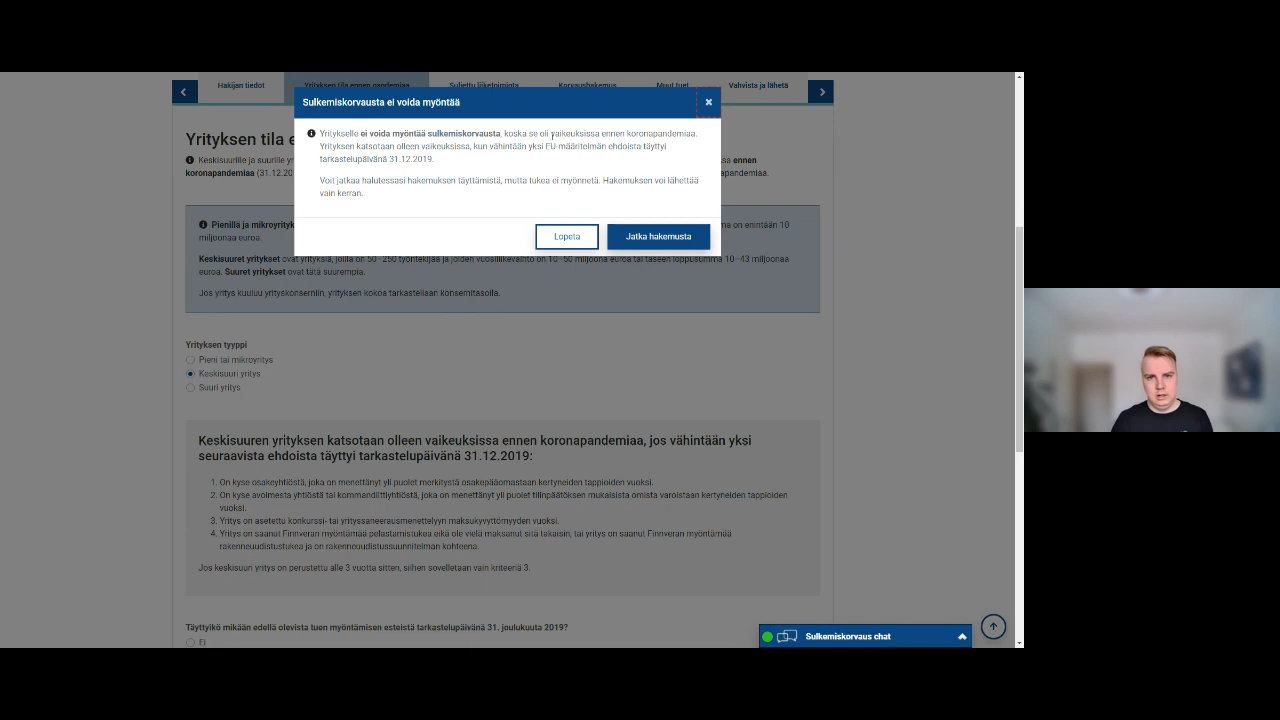 Hakijan tiedot
Yrityksen tila ennen pandemiaa
Suljettu liiketoiminta
Korvaushakemus
Muut tuet
Vahvista ja lähetä
Sulkemiskorvausta ei voida myöntää
Yritykselle ei voida myöntää sulkemiskorvausta, koska se oli vaikeuksissa ennen koronapandemiaa.
Yrityksen katsotaan olleen vaikeuksissa, kun vähintään yksi EU-määritelmän ehdoista täyttyi
tarkastelupäivänä 31.12.2019.
Voit jatkaa halutessasi hakemuksen täyttämistä, mutta tukea ei myönnetä. Hakemuksen voi lähettää
vain kerran.
Lopeta
Jatka hakemusta
Yrityksen tila e
Keskisuurille ja suurille yr
ennen
koronapandemiaa (31.12.20
Pienillä ja mikroyrityk
on enintään 10
miljoonaa euroa.
Keskisuuret yritykset ovat yrityksiä, joilla on 50–250 työntekijää ja joiden vuosiliikevaihto on 10–50 miljoona euroa tai taseen loppusumma 10–43 miljoonaa
euroa. Suuret yritykset ovat tätä suurempia.
Jos yritys kuuluu yrityskonserniin, yrityksen kokoa tarkastellaan konsernitasolla.
Yrityksen tyyppi
Pieni tai mikroyritys
Keskisuuri yritys
Suuri yritys
Keskisuuren yrityksen katsotaan olleen vaikeuksissa ennen koronapandemiaa, jos vähintään yksi
seuraavista ehdoista täyttyi tarkastelupäivänä 31.12.2019:
1. On kyse osakeyhtiöstä, joka on menettänyt yli puolet merkitystä osakepääomastaan kertyneiden tappioiden vuoksi.
2. On kyse avoimesta yhtiöstä tai kommandiittiyhtiöstä, joka on menettänyt yli puolet tilinpäätöksen mukaisista omista varoistaan kertyneiden tappioiden
vuoksi.
3. Yritys on asetettu konkurssi- tai yrityssaneerausmenettelyyn maksukyvyttömyyden vuoksi.
4. Yritys on saanut Finnveran myöntämää pelastamistukea eikä ole vielä maksanut sitä takaisin, tai yritys on saanut Finnveran myöntämää
rakenneuudistustukea ja on rakenneuudistussuunnitelman kohteena.
Jos keskisuuri yritys on perustettu alle 3 vuotta sitten, siihen sovelletaan vain kriteeriä 3.
Täyttyikö mikään edellä olevista tuen myöntämisen esteistä tarkastelupäivänä 31. joulukuuta 2019?
Ei
Sulkemiskorvaus chat